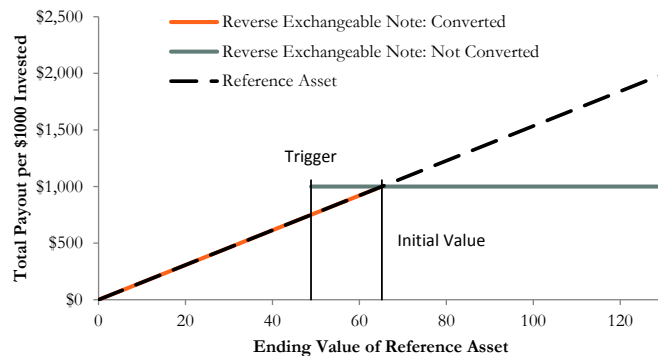 $2,500
$2,000
$1,500
$1,000
$500
$0
Total Payout per $1000 Invested
Reverse Exchangeable Note: Converted
Reverse Exchangeable Note: Not Converted
Reference Asset
Trigger
Initial Value
0 20 40 60 80 100 120
Ending Value of Reference Asset